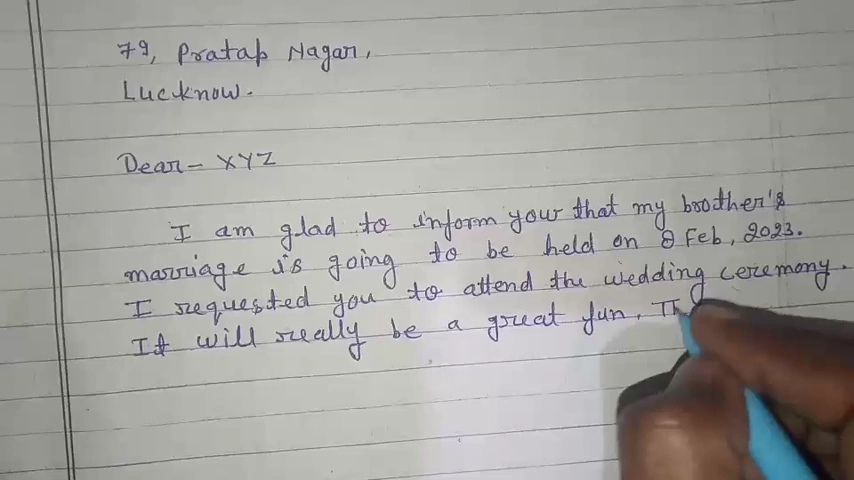 79, Pratap Nagar,
Lucknow.
Dear- XYZ
I am glad to inform your that my brother's
marriage is going to be held on 8 Feb, 2023.
I requested you to attend the wedding ceremony.
It will really be a great fun. Th